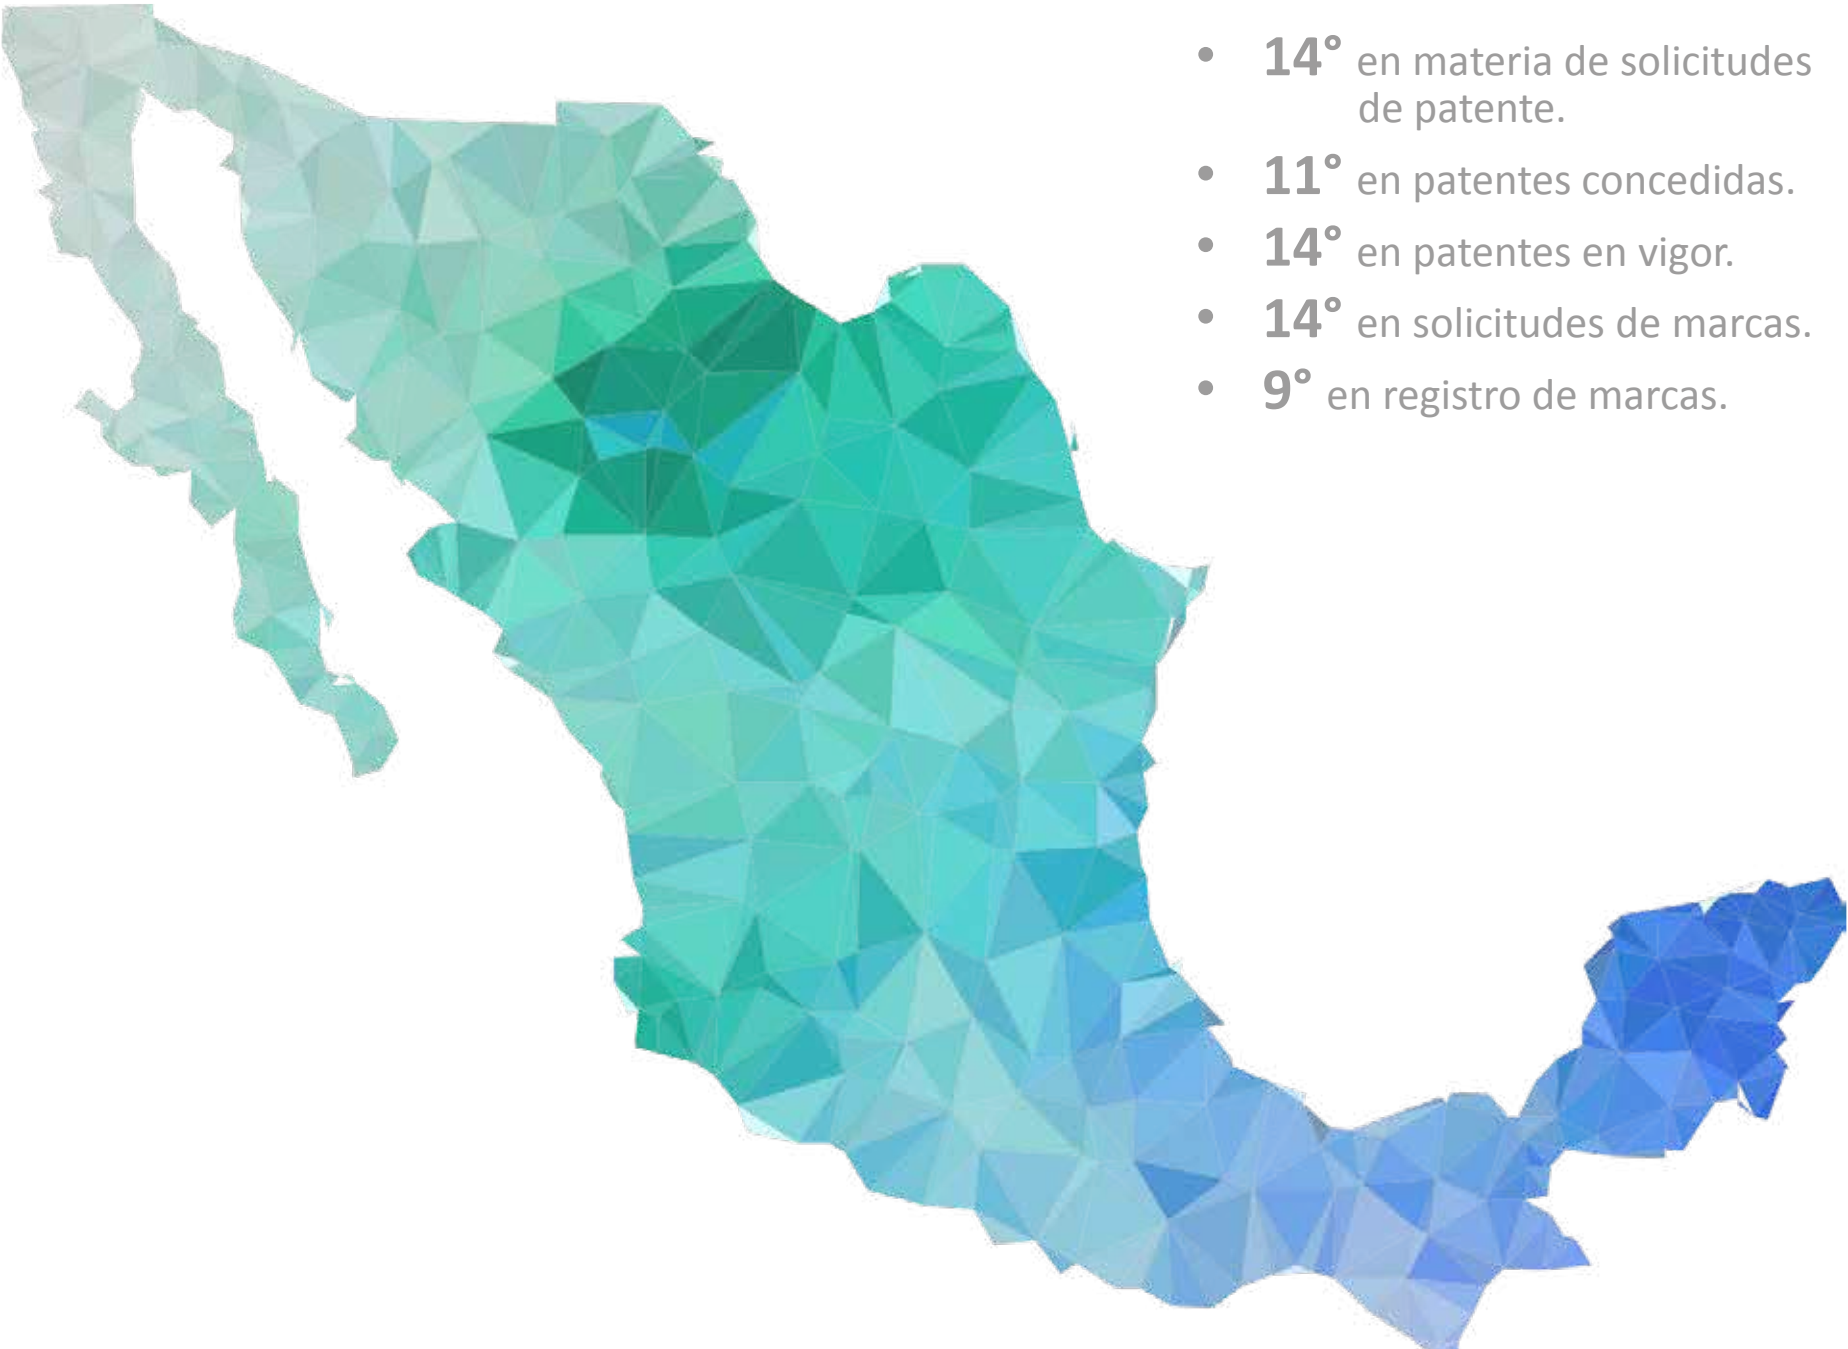 • 14° en materia de solicitudes
de patente.
• 11° en patentes concedidas.
• 14° en patentes en vigor.
• 14° en solicitudes de marcas.
• 9° en registro de marcas.